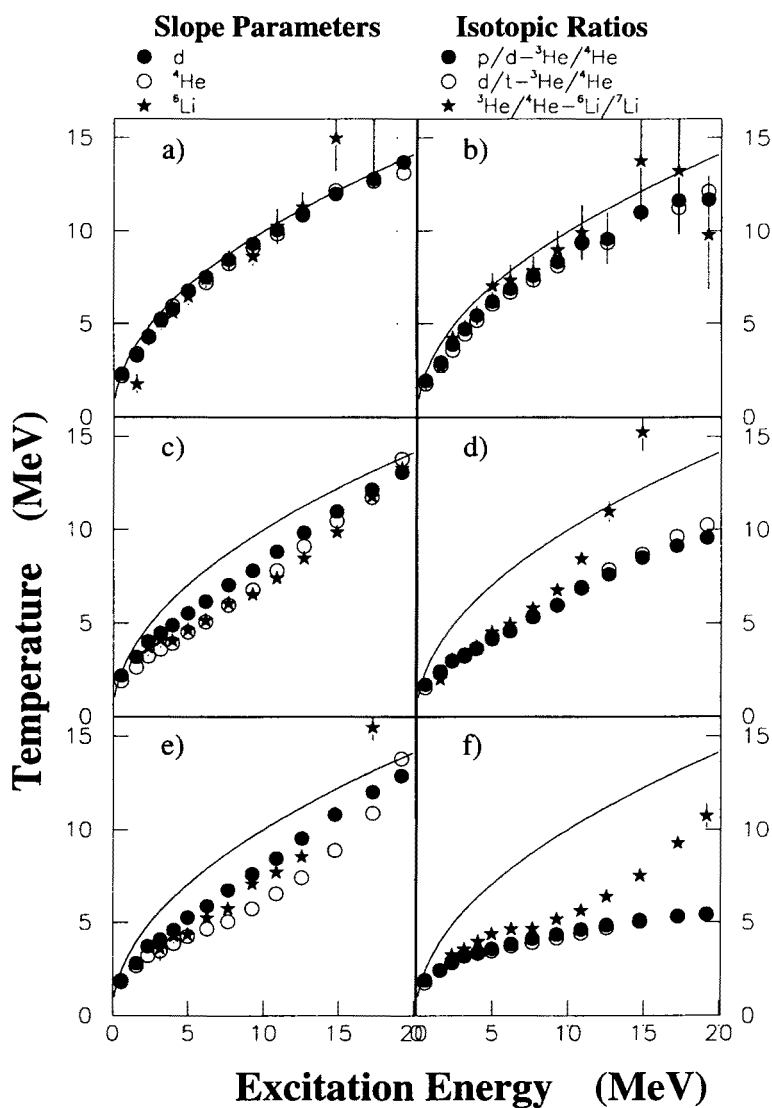 Slope Parameters
Isotopic Ratios
d
⁴He
⁶Li
p/d-³He/⁴He
d/t-³He/⁴He
³He/⁴He-⁶Li/⁷Li
a)
b)
15
10
5
0
15
10
5
0
c)
d)
15
10
5
0
15
10
5
0
e)
f)
15
10
5
0
15
10
5
0
0 5 10 15 20
0 5 10 15 20
Temperature (MeV)
Excitation Energy (MeV)